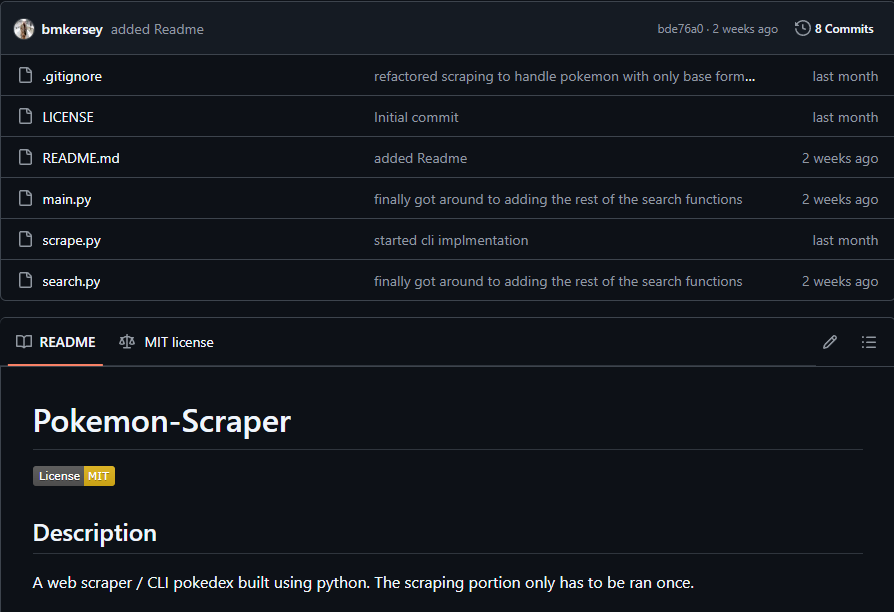 bmkersey added Readme bde76a0 · 2 weeks ago 8 Commits
.gitignore refactored scraping to handle pokemon with only base form... last month
LICENSE Initial commit last month
README.md added Readme 2 weeks ago
main.py finally got around to adding the rest of the search functions 2 weeks ago
scrape.py started cli implmentation last month
search.py finally got around to adding the rest of the search functions 2 weeks ago
README MIT license
Pokemon-Scraper
License MIT
Description
A web scraper / CLI pokedex built using python. The scraping portion only has to be ran once.